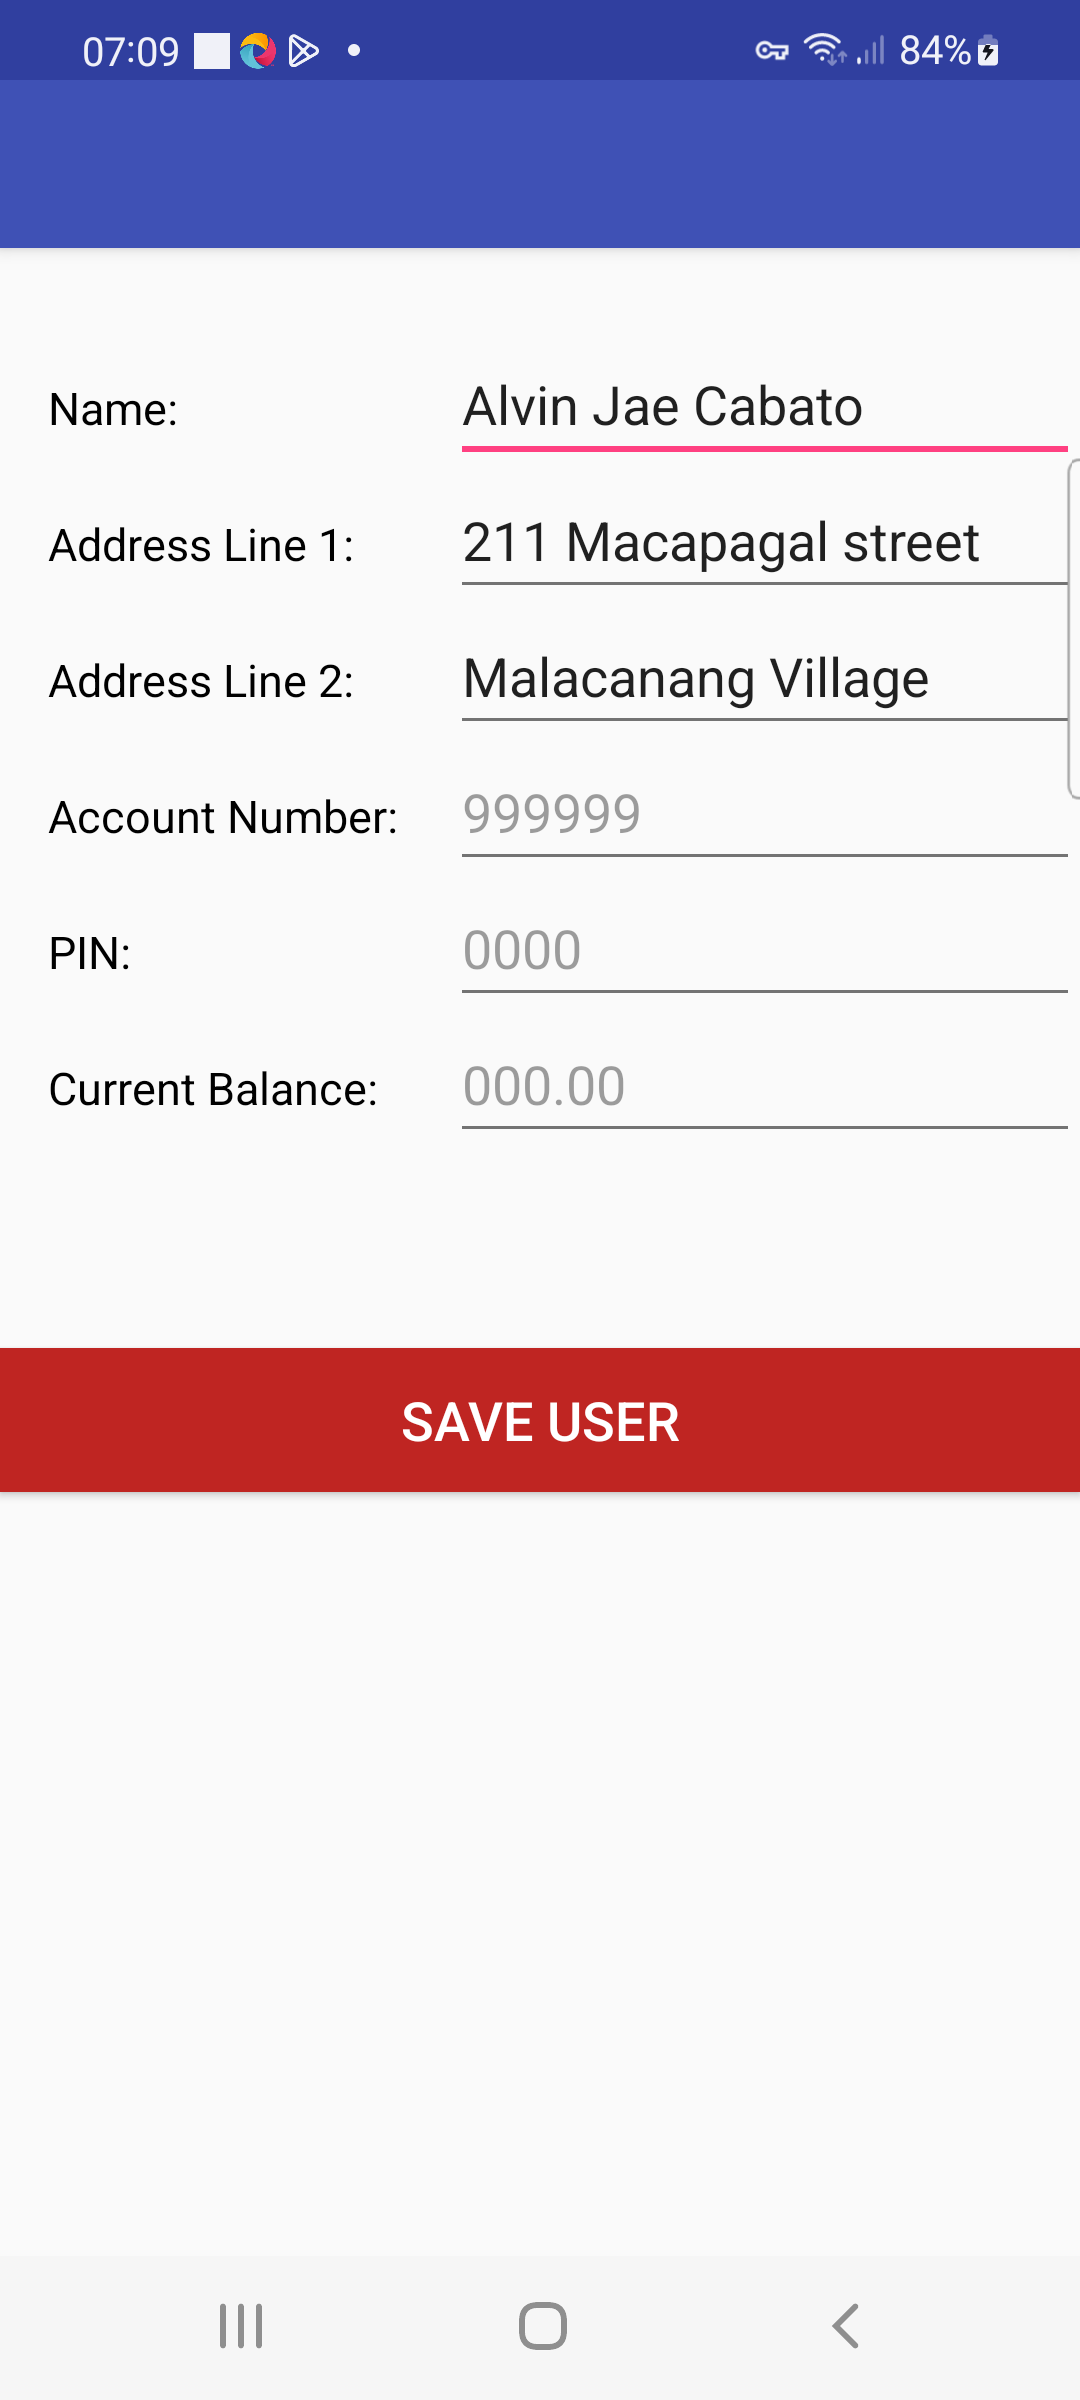 07:09 84%
Name: Alvin Jae Cabato
Address Line 1: 211 Macapagal street
Address Line 2: Malacanang Village
Account Number: 999999
PIN: 0000
Current Balance: 000.00
SAVE USER